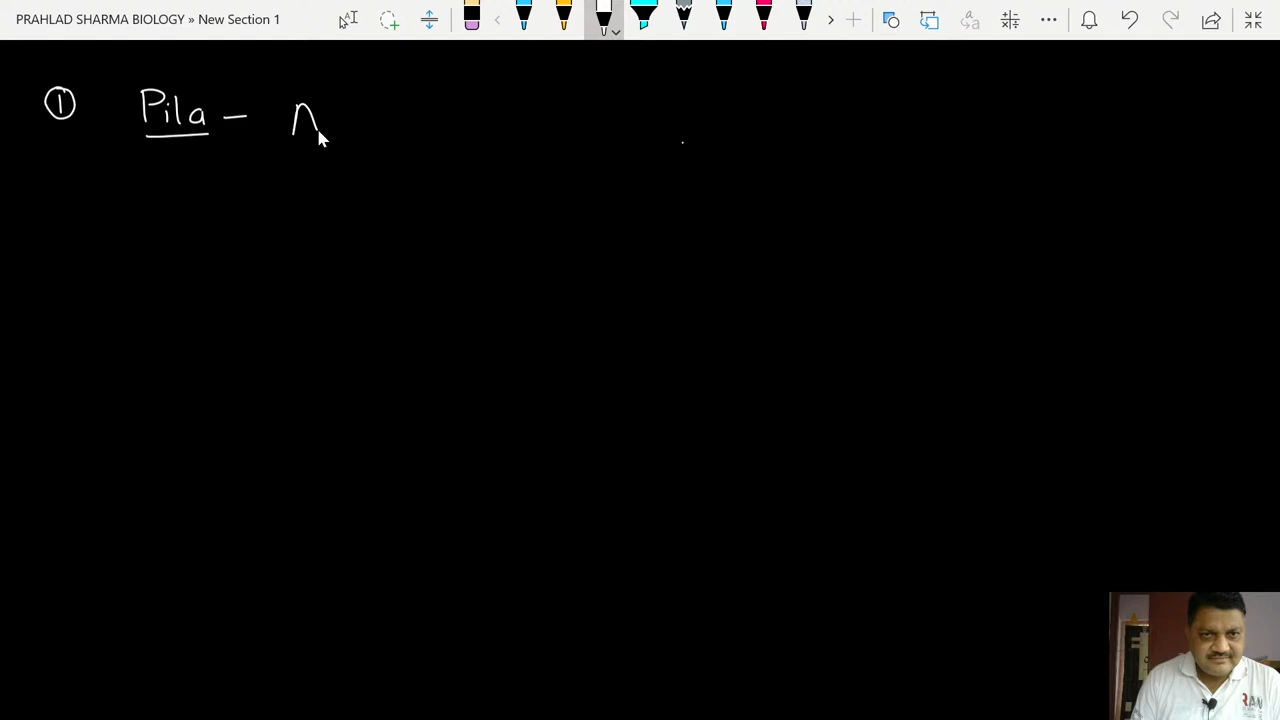 PRAHLAD SHARMA BIOLOGY » New Section 1
① Pila –